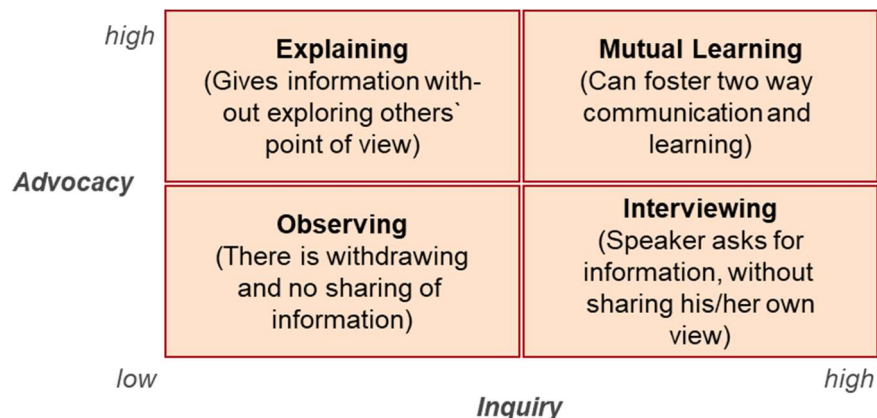 high
Explaining
(Gives information with-
out exploring others`
point of view)
Mutual Learning
(Can foster two way
communication and
learning)
Advocacy
Observing
(There is withdrawing
and no sharing of
information)
Interviewing
(Speaker asks for
information, without
sharing his/her own
view)
low
high
Inquiry